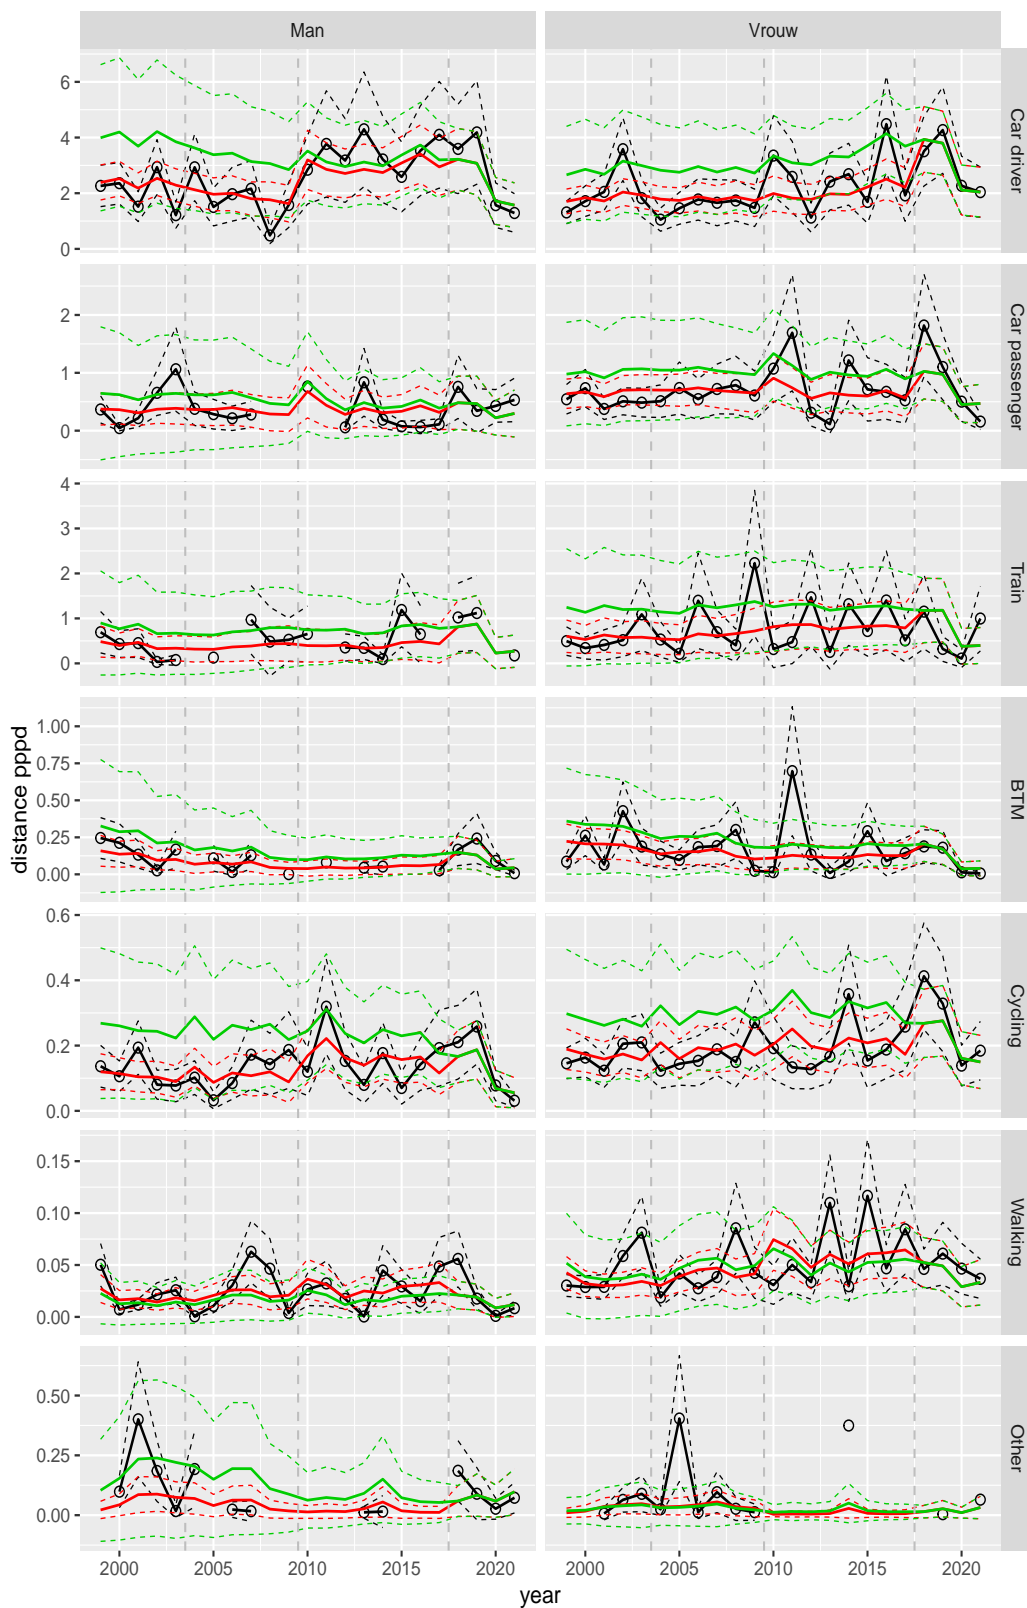 Man Vrouw
6
4
2
0
Car driver
2
1
0
Car passenger
4
3
2
1
0
Train
1.00
0.75
0.50
0.25
0.00
BTM
distance pppd
0.6
0.4
0.2
0.0
Cycling
0.15
0.10
0.05
0.00
Walking
0.50
0.25
0.00
Other
2000 2005 2010 2015 2020 2000 2005 2010 2015 2020
year